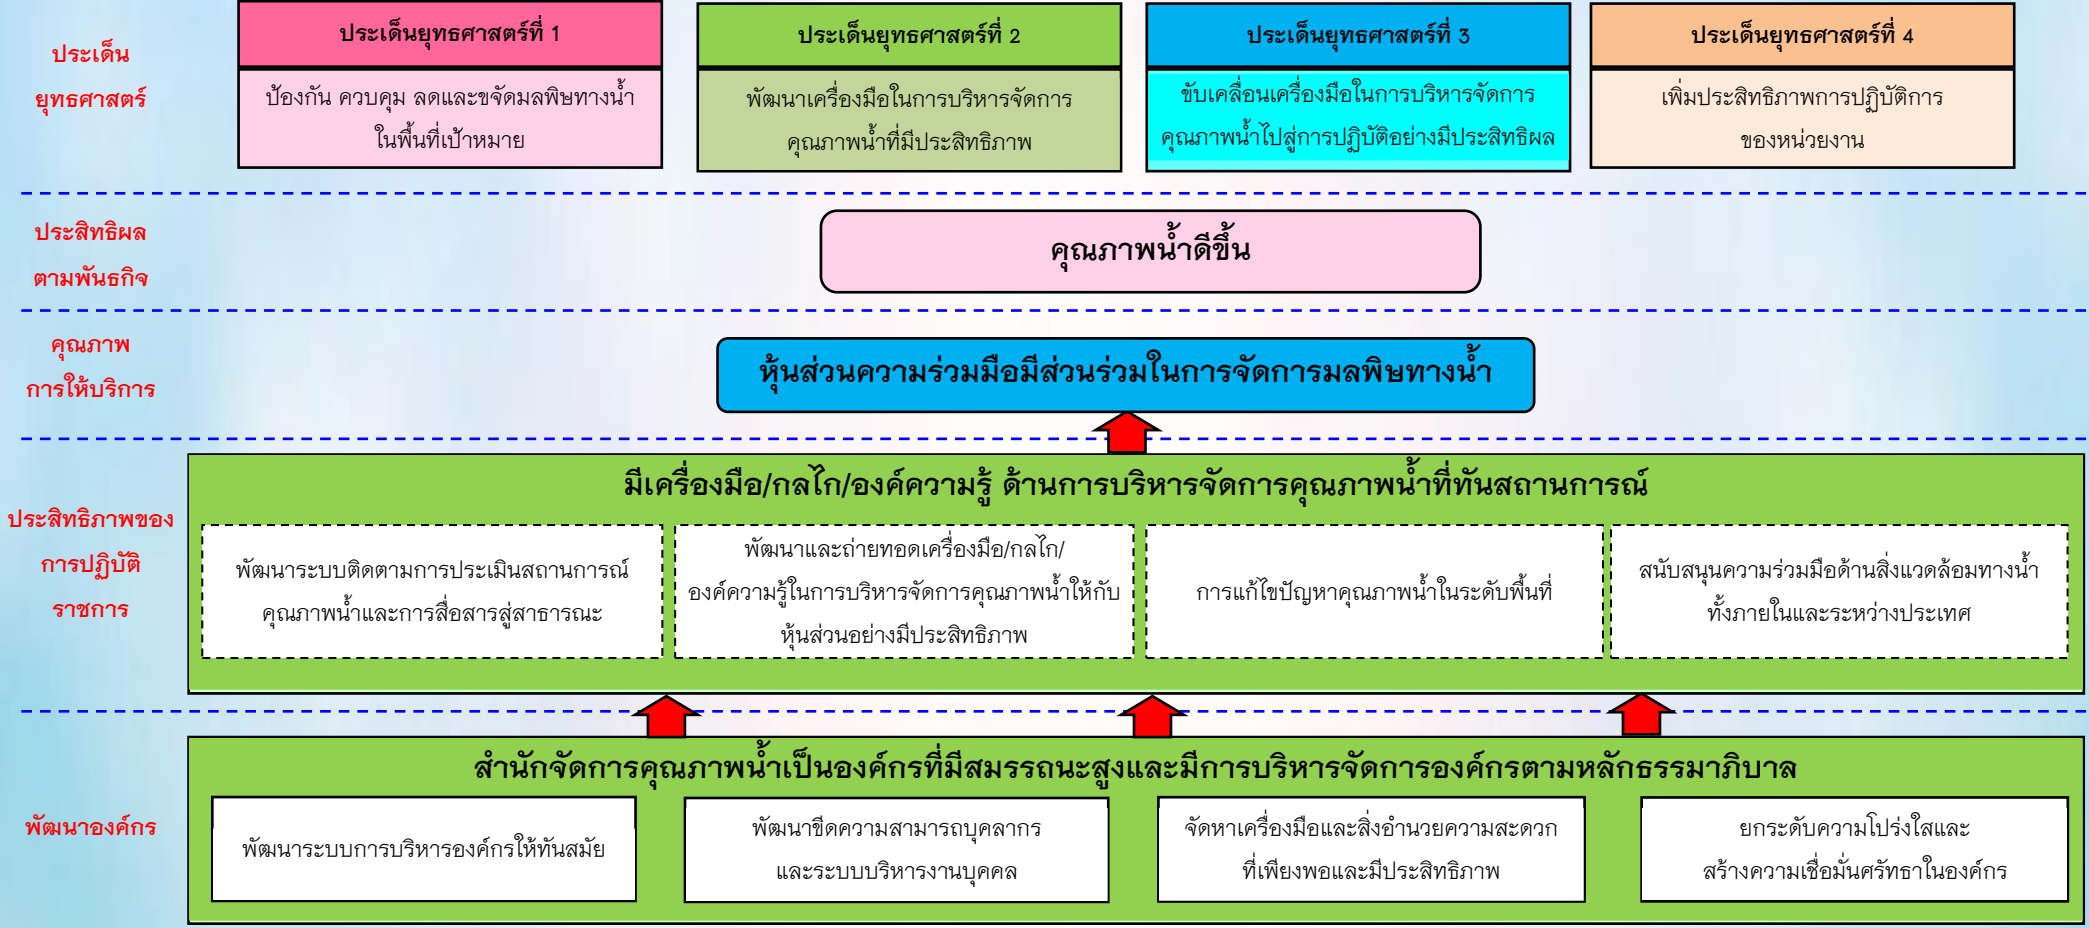 ประเด็น
ยุทธศาสตร์
ประเด็นยุทธศาสตร์ที่ 1
ป้องกัน ควบคุม ลดและขจัดมลพิษทางน้ำ
ในพื้นที่เป้าหมาย
ประเด็นยุทธศาสตร์ที่ 2
พัฒนาเครื่องมือในการบริหารจัดการ
คุณภาพน้ำที่มีประสิทธิภาพ
ประเด็นยุทธศาสตร์ที่ 3
ขับเคลื่อนเครื่องมือในการบริหารจัดการ
คุณภาพน้ำไปสู่การปฏิบัติอย่างมีประสิทธิผล
ประเด็นยุทธศาสตร์ที่ 4
เพิ่มประสิทธิภาพการปฏิบัติการ
ของหน่วยงาน
ประสิทธิผล
ตามพันธกิจ
คุณภาพน้ำดีขึ้น
คุณภาพ
การให้บริการ
หุ้นส่วนความร่วมมือมีส่วนร่วมในการจัดการมลพิษทางน้ำ
ประสิทธิภาพของ
การปฏิบัติ
ราชการ
มีเครื่องมือ/กลไก/องค์ความรู้ ด้านการบริหารจัดการคุณภาพน้ำที่ทันสถานการณ์
พัฒนาระบบติดตามการประเมินสถานการณ์
คุณภาพน้ำและการสื่อสารสู่สาธารณะ
พัฒนาและถ่ายทอดเครื่องมือ/กลไก/
องค์ความรู้ในการบริหารจัดการคุณภาพน้ำให้กับ
หุ้นส่วนอย่างมีประสิทธิภาพ
การแก้ไขปัญหาคุณภาพน้ำในระดับพื้นที่
สนับสนุนความร่วมมือด้านสิ่งแวดล้อมทางน้ำ
ทั้งภายในและระหว่างประเทศ
พัฒนาองค์กร
สำนักจัดการคุณภาพน้ำเป็นองค์กรที่มีสมรรถนะสูงและมีการบริหารจัดการองค์กรตามหลักธรรมาภิบาล
พัฒนาระบบการบริหารองค์กรให้ทันสมัย
พัฒนาขีดความสามารถบุคลากร
และระบบบริหารงานบุคคล
จัดหาเครื่องมือและสิ่งอำนวยความสะดวก
ที่เพียงพอและมีประสิทธิภาพ
ยกระดับความโปร่งใสและ
สร้างความเชื่อมั่นศรัทธาในองค์กร